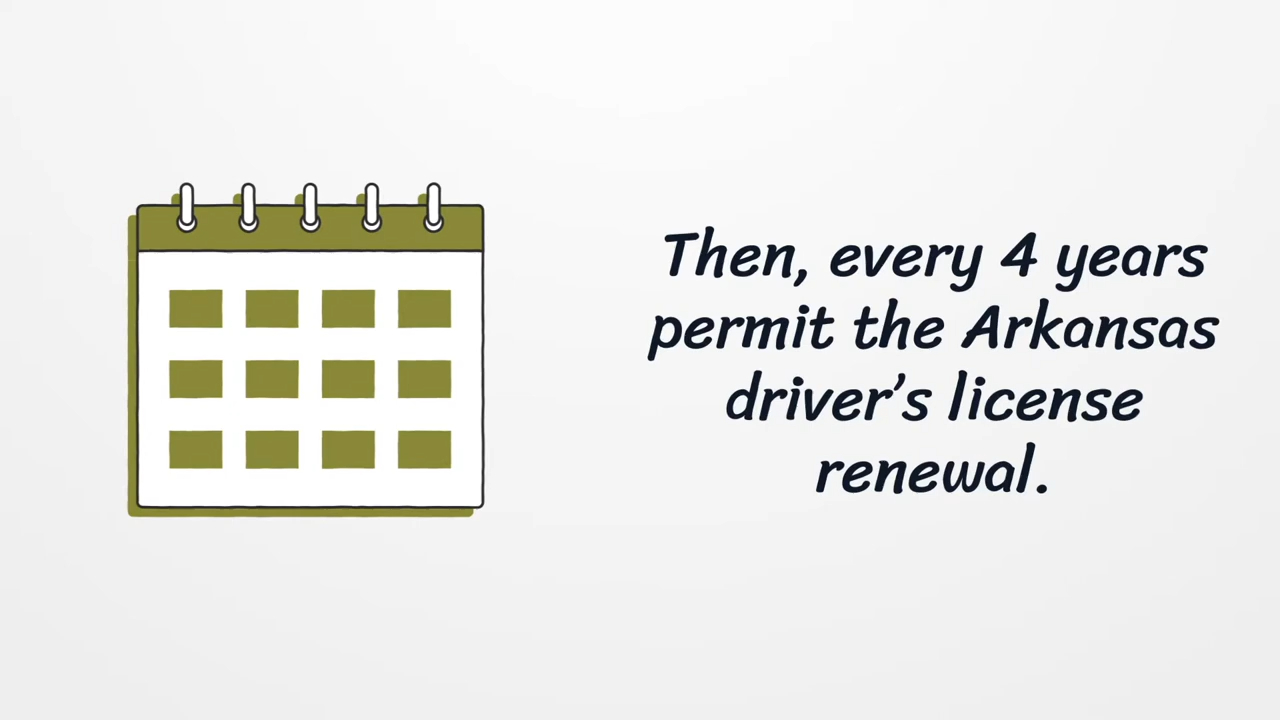 Then, every 4 years
permit the Arkansas
driver’s license
renewal.